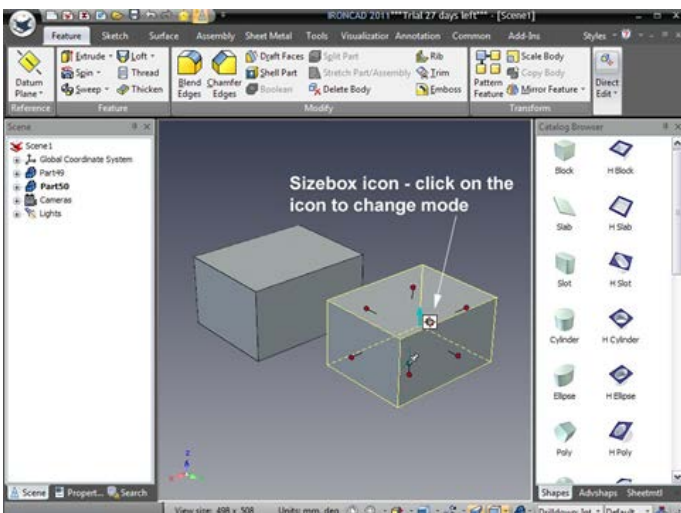 IRONCAD 2011***Trial 27 days left*** - [Scene1]
Feature Sketch Surface Assembly Sheet Metal Tools Visualization Annotation Common Add-Ins Styles
Extrude Loft Draft Faces Split Part Rib Scale Body
Spin Thread Shell Part Stretch Part/Assembly Trim Copy Body
Sweep Thicken Boolean Delete Body Emboss Mirror Feature
Datum Plane
Blend Edges
Chamfer Edges
Pattern Feature
Direct Edit
Reference Feature Modify Transform
Scene
Scene1
Global Coordinate System
Part49
Part50
Cameras
Lights
Sizebox icon - click on the
icon to change mode
Catalog Browser
Block H Block
Slab H Slab
Slot H Slot
Cylinder H Cylinder
Ellipse H Ellipse
Poly H Poly
Scene Propert... Search
Shapes Advshaps Sheetmtl
View size: 498 x 508 Units: mm, deg Default